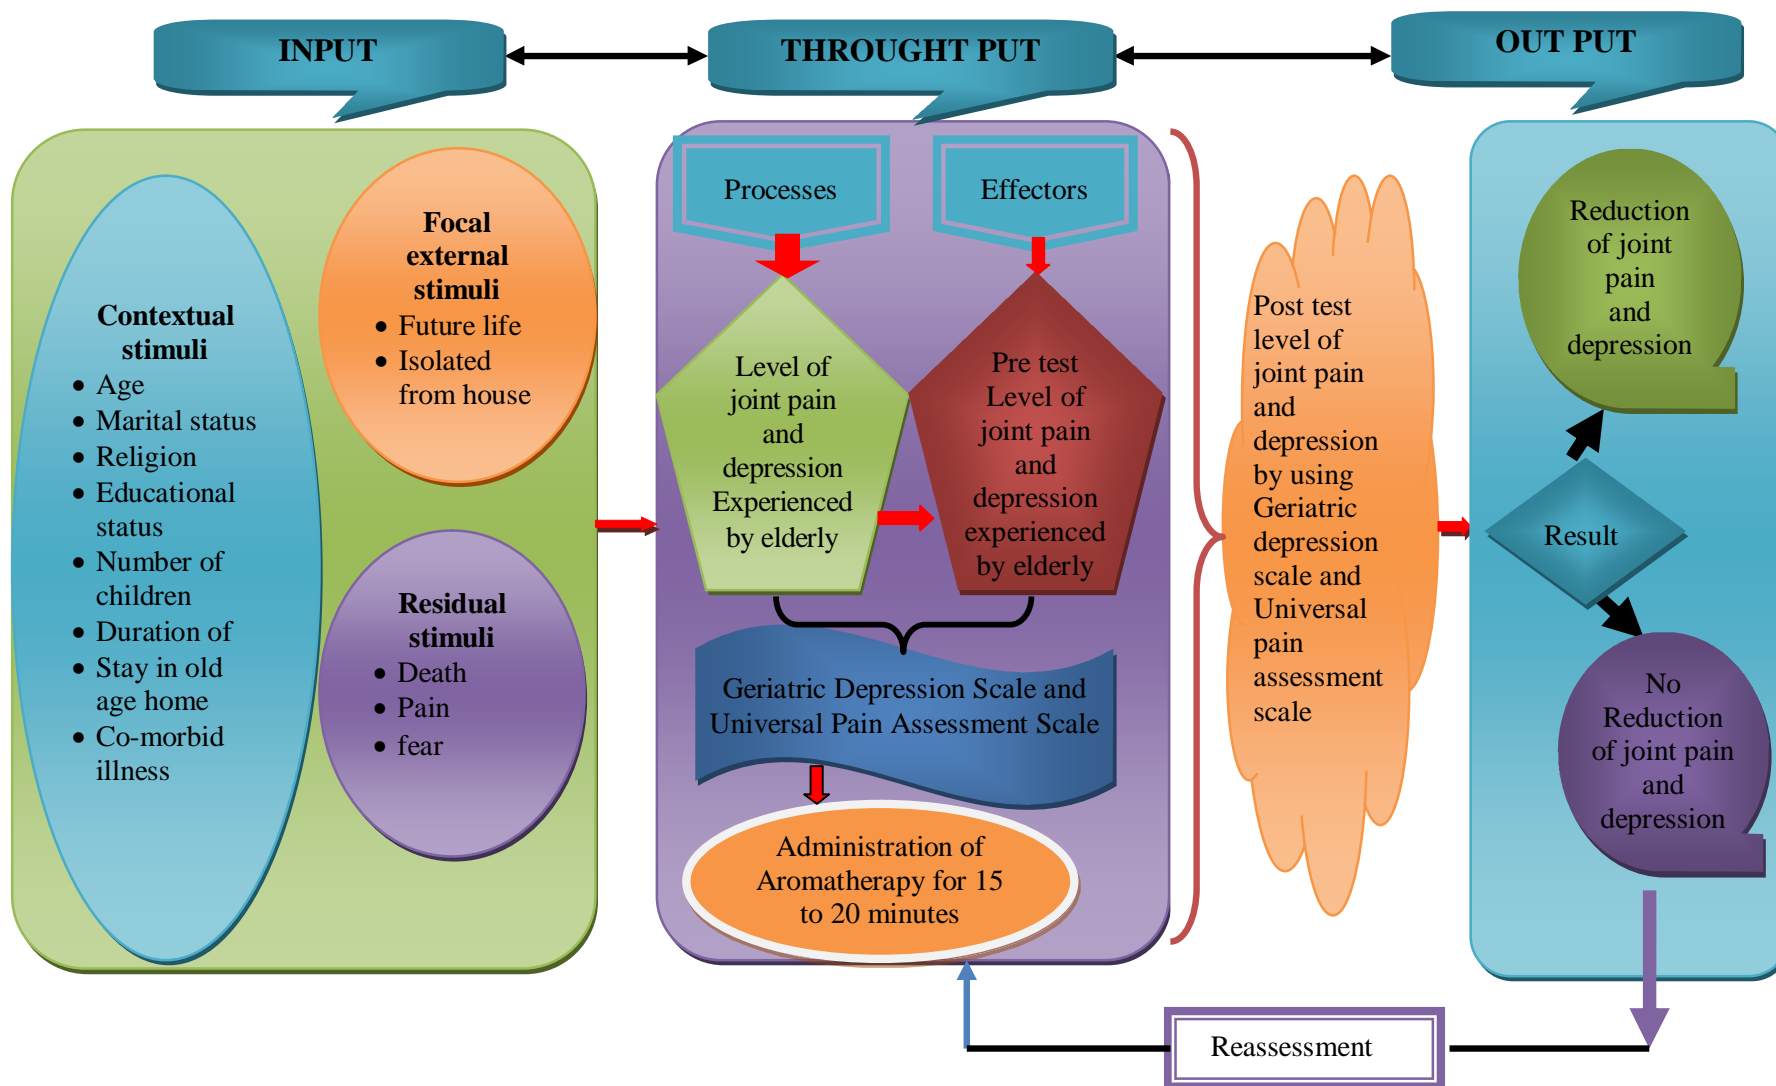 INPUT
THROUGHT PUT
OUT PUT
Contextual
stimuli
• Age
• Marital status
• Religion
• Educational
status
• Number of
children
• Duration of
• Stay in old
age home
• Co-morbid
illness
Focal
external
stimuli
• Future life
• Isolated
from house
Residual
stimuli
• Death
• Pain
• fear
Processes
Effectors
Level of
joint pain
and
depression
Experienced
by elderly
Pre test
Level of
joint pain
and
depression
experienced
by elderly
Geriatric Depression Scale and
Universal Pain Assessment Scale
Administration of
Aromatherapy for 15
to 20 minutes
Post test
level of
joint pain
and
depression
by using
Geriatric
depression
scale and
Universal
pain
assessment
scale
Reduction
of joint
pain
and
depression
Result
No
Reduction
of joint pain
and
depression
Reassessment